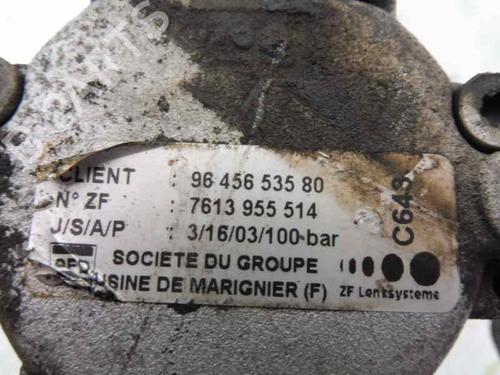 CLIENT : 96 456 535 80
N° ZF : 7613 955 514
J/S/A/P : 3/16/03/100-bar
C643
SOCIETE DU GROUPE
USINE DE MARIGNIER (F)
ZF Lenksysteme